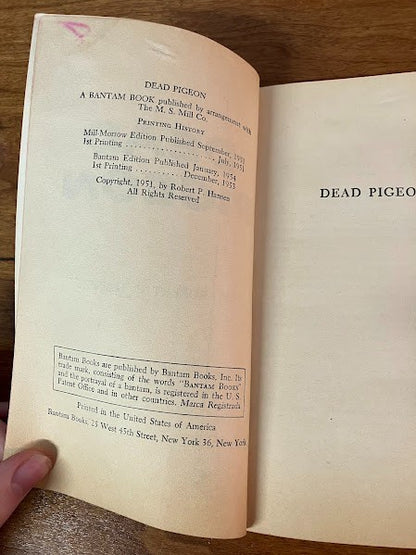 DEAD PIGEON
A BANTAM BOOK published by arrangement with
The M. S. Mill Co.
PRINTING HISTORY
Mill-Morrow Edition Published September, 1951
1st Printing . . . . . . . . . . . . . . . . . . . July, 1951
Bantam Edition Published January, 1954
1st Printing . . . . . . . . . . . December, 1953
Copyright, 1951, by Robert P. Hansen
All Rights Reserved
Bantam Books are published by Bantam Books, Inc. Its
trade mark, consisting of the words "BANTAM BOOKS"
and the portrayal of a bantam, is registered in the U. S.
Patent Office and in other countries. Marca Registrada
Printed in the United States of America
Bantam Books, 25 West 45th Street, New York 36, New York
DEAD PIGEO